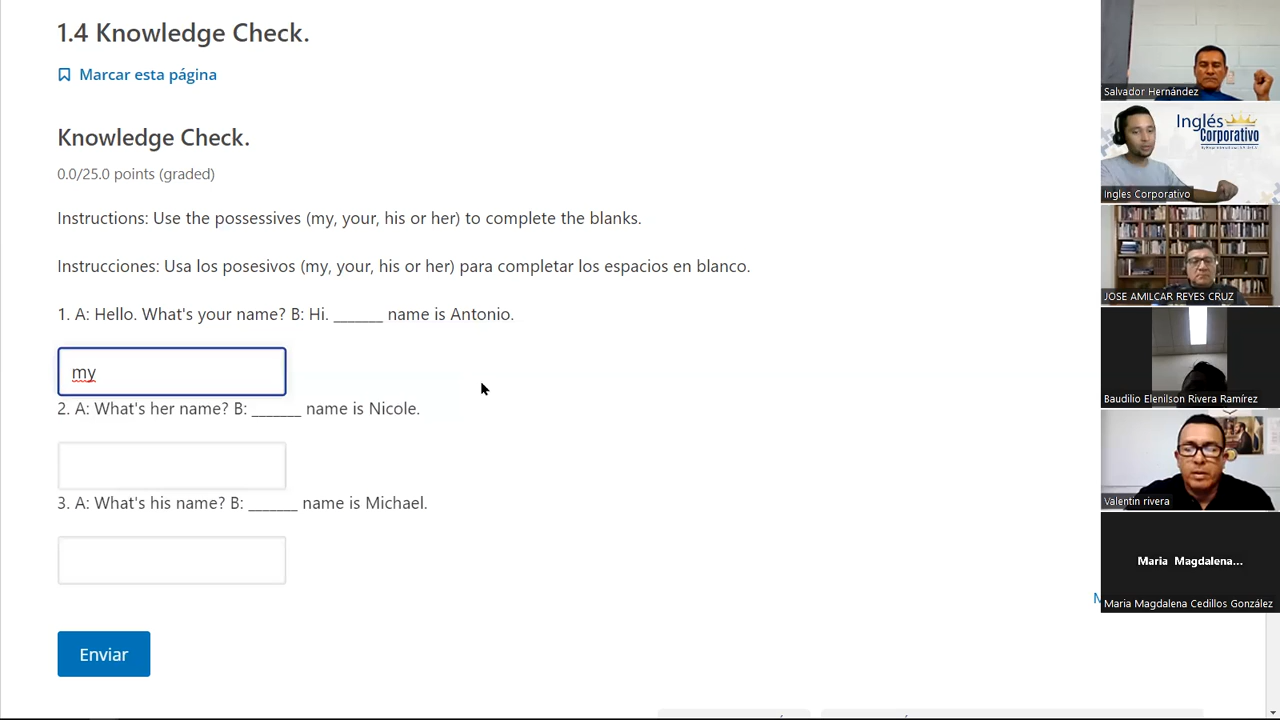 1.4 Knowledge Check.
Marcar esta página
Knowledge Check.
0.0/25.0 points (graded)
Instructions: Use the possessives (my, your, his or her) to complete the blanks.
Instrucciones: Usa los posesivos (my, your, his or her) para completar los espacios en blanco.
1. A: Hello. What's your name? B: Hi. _______ name is Antonio.
my
2. A: What's her name? B: _______ name is Nicole.
3. A: What's his name? B: _______ name is Michael.
Enviar
Salvador Hernández
Inglés
Corporativo
Ingles Corporativo
JOSE AMILCAR REYES CRUZ
Baudilio Elenilson Rivera Ramírez
Valentin rivera
Maria Magdalena...
Maria Magdalena Cedillos González